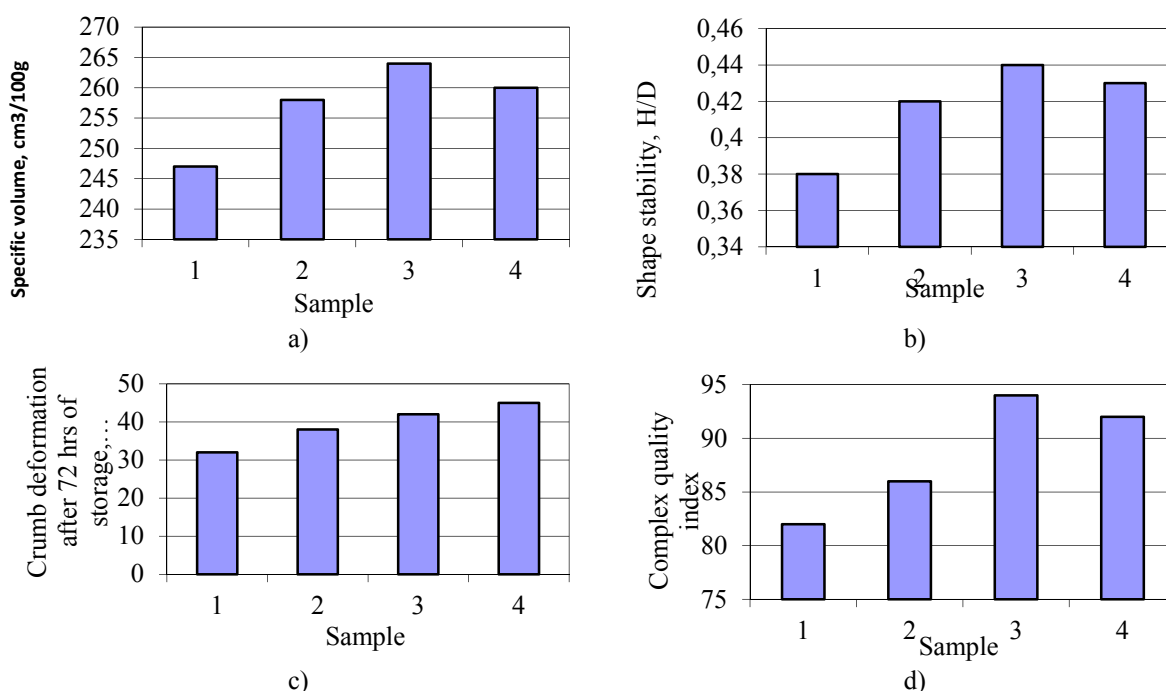 Specific volume, cm3/100g
270
265
260
255
250
245
240
235
1 2 3 4
Sample
a)
Shape stability, H/D
0,46
0,44
0,42
0,4
0,38
0,36
0,34
1 2 3 4
Sample
b)
Crumb deformation
after 72 hrs of
storage,…
50
40
30
20
10
0
1 2 3 4
Sample
c)
Complex quality
index
95
90
85
80
75
1 2 3 4
Sample
d)